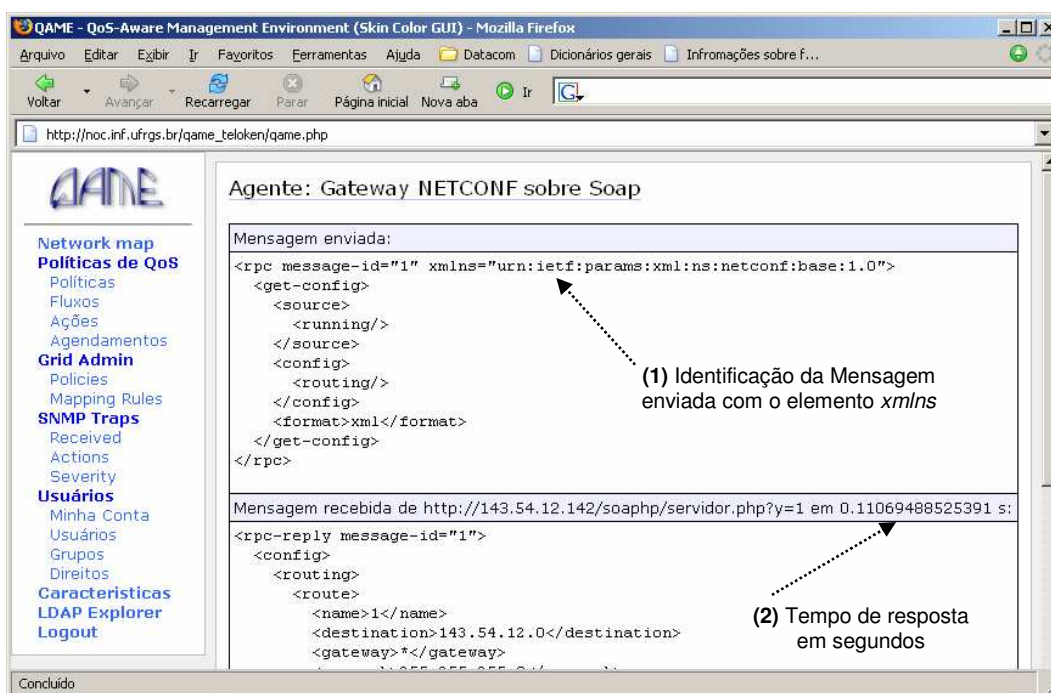 QAME - QoS-Aware Management Environment (Skin Color GUI) - Mozilla Firefox
Arquivo Editar Exibir Ir Favoritos Ferramentas Ajuda Datacom Dicionários gerais Infromações sobre f...
Voltar Avançar Recarregar Parar Página inicial Nova aba Ir G
http://noc.inf.ufrgs.br/qame_teloken/qame.php
QAME
Network map
Políticas de QoS
Políticas
Fluxos
Ações
Agendamentos
Grid Admin
Policies
Mapping Rules
SNMP Traps
Received
Actions
Severity
Usuários
Minha Conta
Usuários
Grupos
Direitos
Caracteristicas
LDAP Explorer
Logout
Agente: Gateway NETCONF sobre Soap
Mensagem enviada:
<rpc message-id="1" xmlns="urn:ietf:params:xml:ns:netconf:base:1.0">
<get-config>
<source>
<running/>
</source>
<config>
<routing/>
</config>
<format>xml</format>
</get-config>
</rpc>
(1) Identificação da Mensagem
enviada com o elemento xmlns
Mensagem recebida de http://143.54.12.142/soaphp/servidor.php?y=1 em 0.11069488525391 s:
<rpc-reply message-id="1">
<config>
<routing>
<route>
<name>1</name>
<destination>143.54.12.0</destination>
<gateway>*</gateway>
(2) Tempo de resposta
em segundos
Concluído